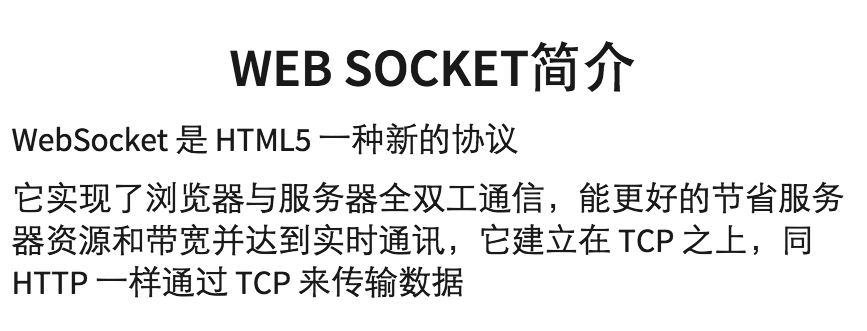 WEB SOCKET简介
WebSocket 是 HTML5 一种新的协议
它实现了浏览器与服务器全双工通信，能更好的节省服务
器资源和带宽并达到实时通讯，它建立在 TCP 之上，同
HTTP 一样通过 TCP 来传输数据